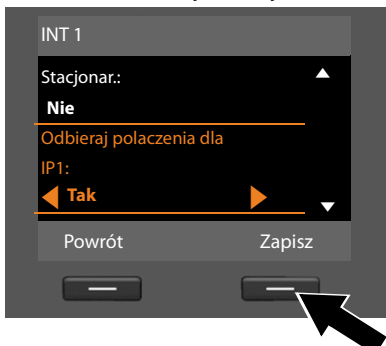 INT 1
Stacjonar.:
Nie
Odbieraj polaczenia dla
IP1:
Tak
Powrót Zapisz